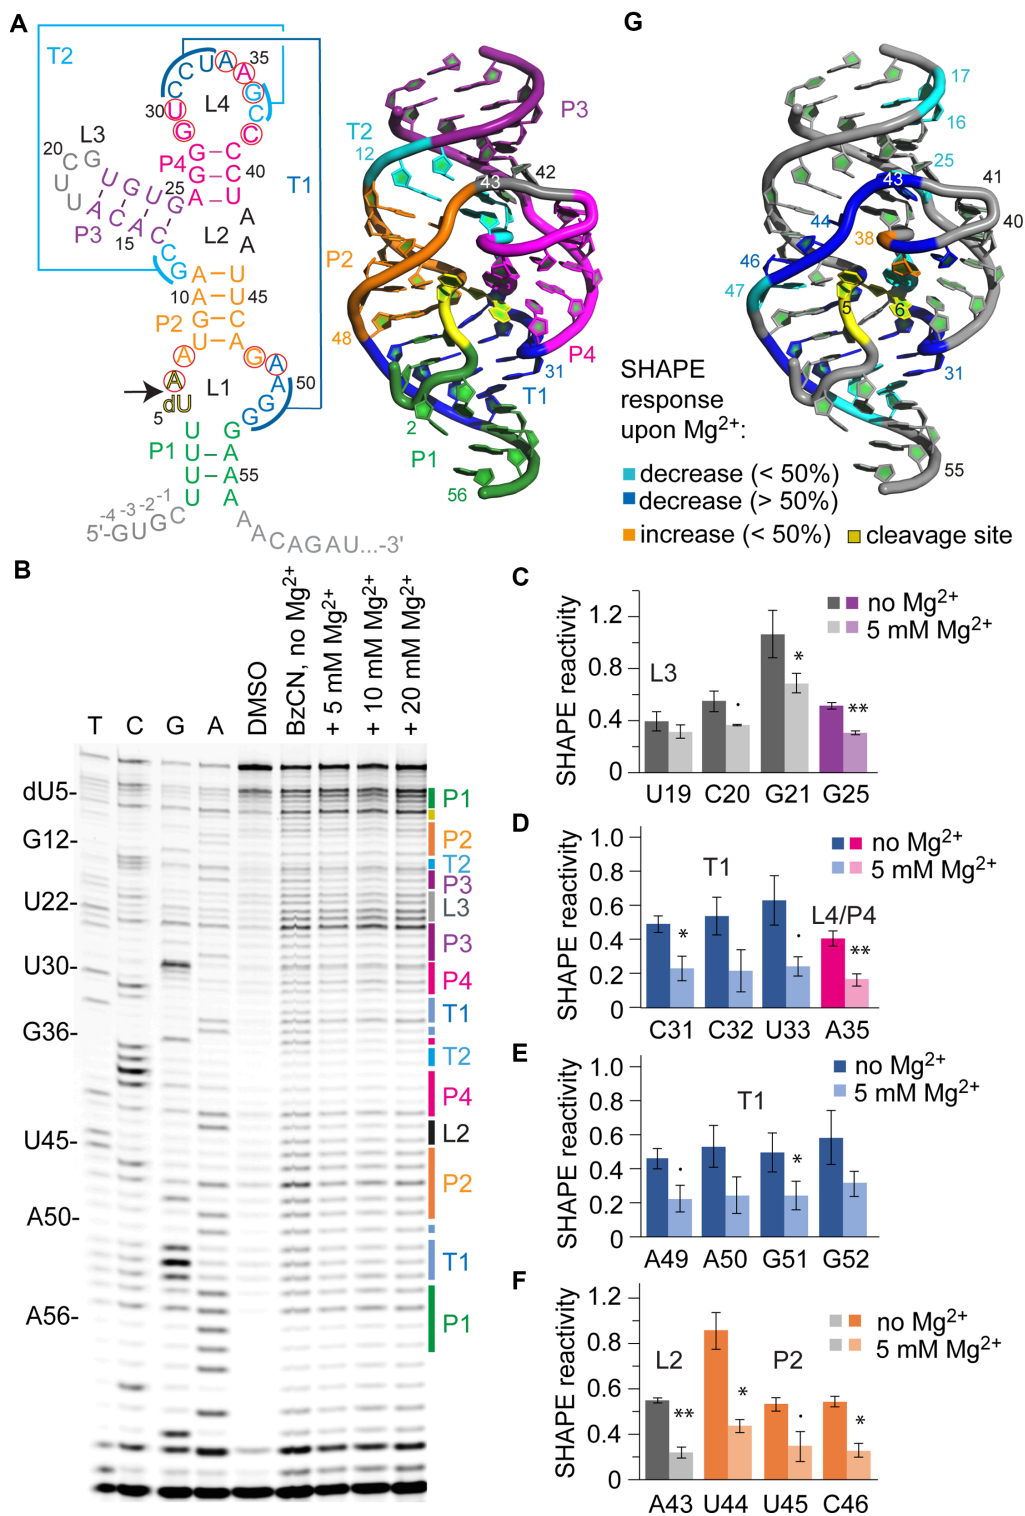 A
T2
C
C
U
A
A
35
30
U
G
L4
G
C
C
L3
20
C
G
U
U
U
G
U
G
25
P4
G
G
A
C
C
U
40
T1
A
C
A
C
P3
15
L2
A
A
C
G
A
U
10
A
U
45
P2
G
C
U
A
A
G
A
A
dU
5
L1
A
50
G
G
P1
U
U
U
U
G
A
A
A
55
-4 -3 -2 -1
5'-GUGC
AACAGAU...-3'
P3
T2
12
43
42
P2
48
31
P4
T1
2
P1
56
G
17
16
25
43
41
40
44
38
46
47
5
6
31
55
SHAPE
response
upon Mg2+:
decrease (< 50%)
decrease (> 50%)
increase (< 50%)
cleavage site
B
T
C
G
A
DMSO
BzCN, no Mg2+
+ 5 mM Mg2+
+ 10 mM Mg2+
+ 20 mM Mg2+
dU5-
G12-
U22-
U30-
G36-
U45-
A50-
A56-
P1
P2
T2
P3
L3
P3
P4
T1
T2
P4
L2
P2
T1
P1
C
SHAPE reactivity
1.2
0.8
0.4
0
L3
no Mg2+
5 mM Mg2+
.
*
**
U19 C20 G21 G25
D
SHAPE reactivity
1.0
0.8
0.6
0.4
0.2
0
T1
no Mg2+
5 mM Mg2+
L4/P4
*
.
**
C31 C32 U33 A35
E
SHAPE reactivity
1.0
0.8
0.6
0.4
0.2
0
no Mg2+
5 mM Mg2+
T1
.
*
A49 A50 G51 G52
F
SHAPE reactivity
1.2
0.8
0.6
0.4
0
L2
P2
no Mg2+
5 mM Mg2+
**
*
.
*
A43 U44 U45 C46